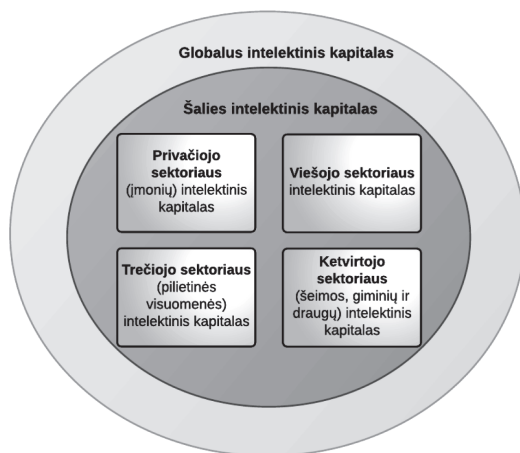 Globalus intelektinis kapitalas
Šalies intelektinis kapitalas
Privačiojo
sektoriaus
(įmonių) intelektinis
kapitalas
Viešojo sektoriaus
intelektinis kapitalas
Trečiojo sektoriaus
(pilietinės
visuomenės)
intelektinis kapitalas
Ketvirtojo
sektoriaus
(šeimos, giminių ir
draugų) intelektinis
kapitalas